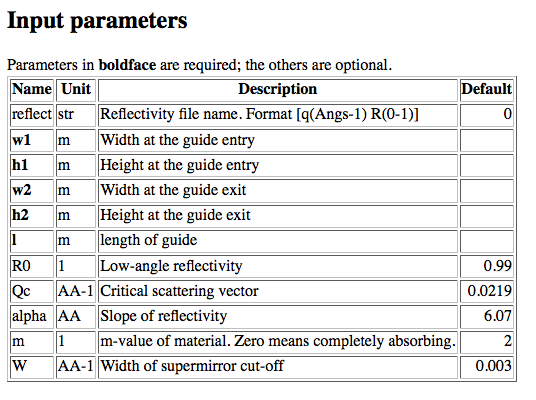 Input parameters
Parameters in boldface are required; the others are optional.
Name Unit Description Default
reflect str Reflectivity file name. Format [q(Angs-1) R(0-1)] 0
w1 m Width at the guide entry
h1 m Height at the guide entry
w2 m Width at the guide exit
h2 m Height at the guide exit
l m length of guide
R0 1 Low-angle reflectivity 0.99
Qc AA-1 Critical scattering vector 0.0219
alpha AA Slope of reflectivity 6.07
m 1 m-value of material. Zero means completely absorbing. 2
W AA-1 Width of supermirror cut-off 0.003